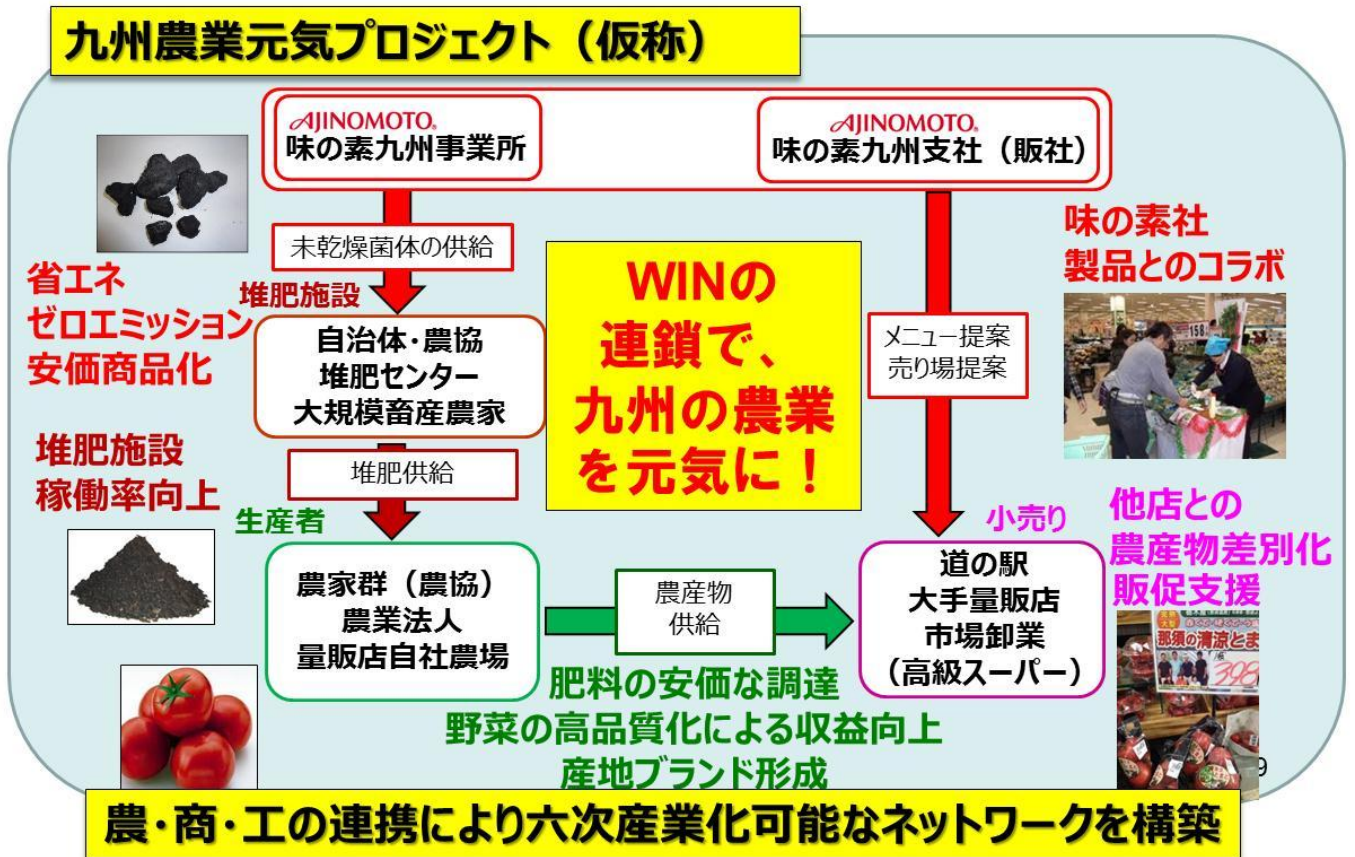 九州農業元気プロジェクト（仮称）
AJINOMOTO®
味の素九州事業所
AJINOMOTO®
味の素九州支社（販社）
未乾燥菌体の供給
省エネ
ゼロエミッション
安価商品化
堆肥施設
自治体・農協
堆肥センター
大規模畜産農家
WINの
連鎖で、
九州の農業
を元気に！
メニュー提案
売り場提案
味の素社
製品とのコラボ
158
堆肥施設
稼働率向上
堆肥供給
生産者
農家群（農協）
農業法人
量販店自社農場
農産物
供給
小売り
道の駅
大手量販店
市場卸業
（高級スーパー）
他店との
農産物差別化
販促支援
那須の清涼とま
398
肥料の安価な調達
野菜の高品質化による収益向上
産地ブランド形成
9
農・商・工の連携により六次産業化可能なネットワークを構築